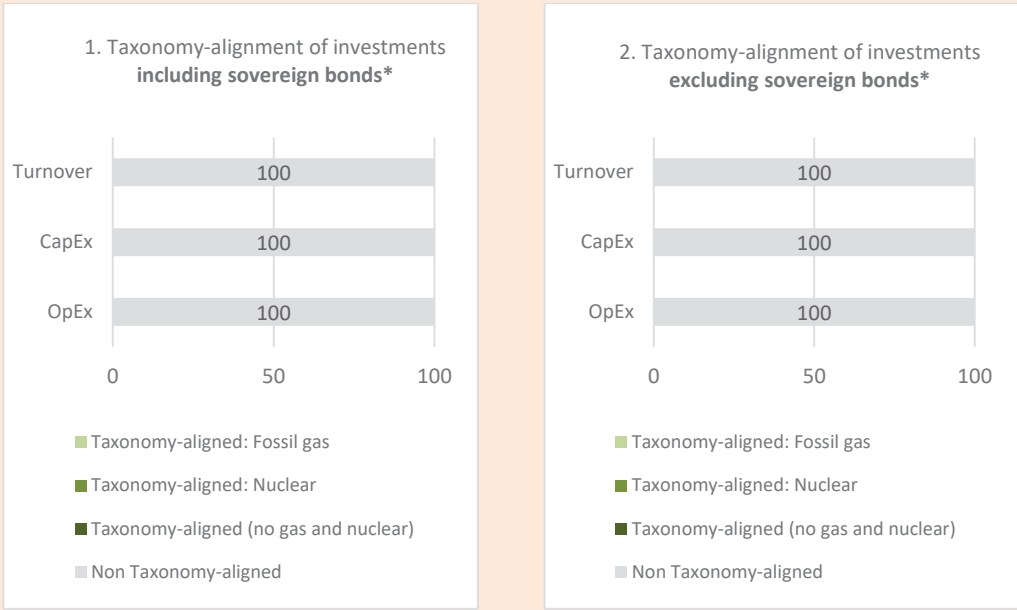 1. Taxonomy-alignment of investments
including sovereign bonds*
Turnover
100
CapEx
100
OpEx
100
0 50 100
Taxonomy-aligned: Fossil gas
Taxonomy-aligned: Nuclear
Taxonomy-aligned (no gas and nuclear)
Non Taxonomy-aligned
2. Taxonomy-alignment of investments
excluding sovereign bonds*
Turnover
100
CapEx
100
OpEx
100
0 50 100
Taxonomy-aligned: Fossil gas
Taxonomy-aligned: Nuclear
Taxonomy-aligned (no gas and nuclear)
Non Taxonomy-aligned